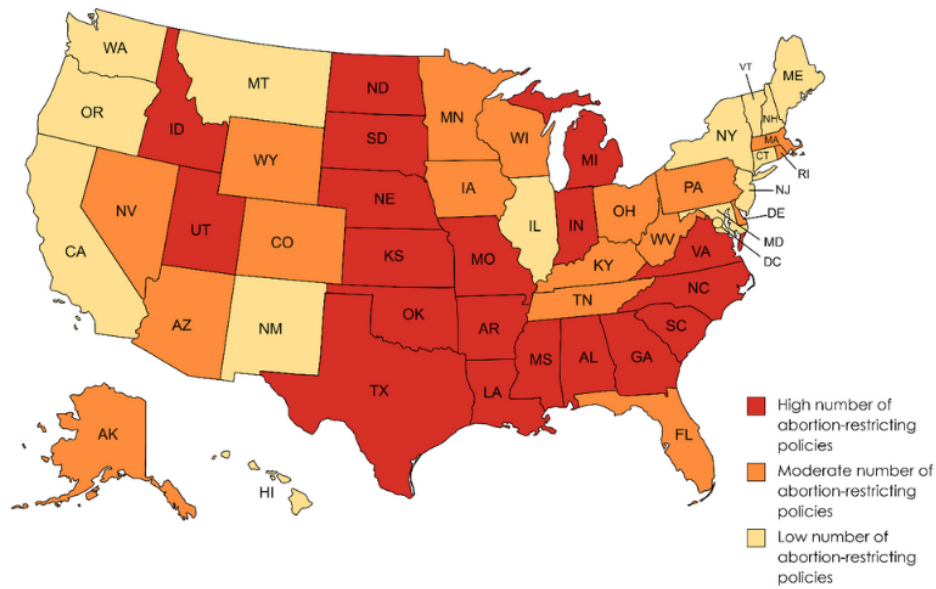 WA
MT
ND
VT
ME
OR
ID
SD
MN
WI
MI
NY
NH
MA
CT
RI
WY
NE
IA
PA
NJ
NV
UT
CO
IL
IN
OH
DE
CA
KS
MO
WV
VA
MD
DC
KY
AZ
NM
OK
AR
TN
NC
SC
TX
LA
MS
AL
GA
FL
AK
HI
High number of
abortion-restricting
policies
Moderate number of
abortion-restricting
policies
Low number of
abortion-restricting
policies